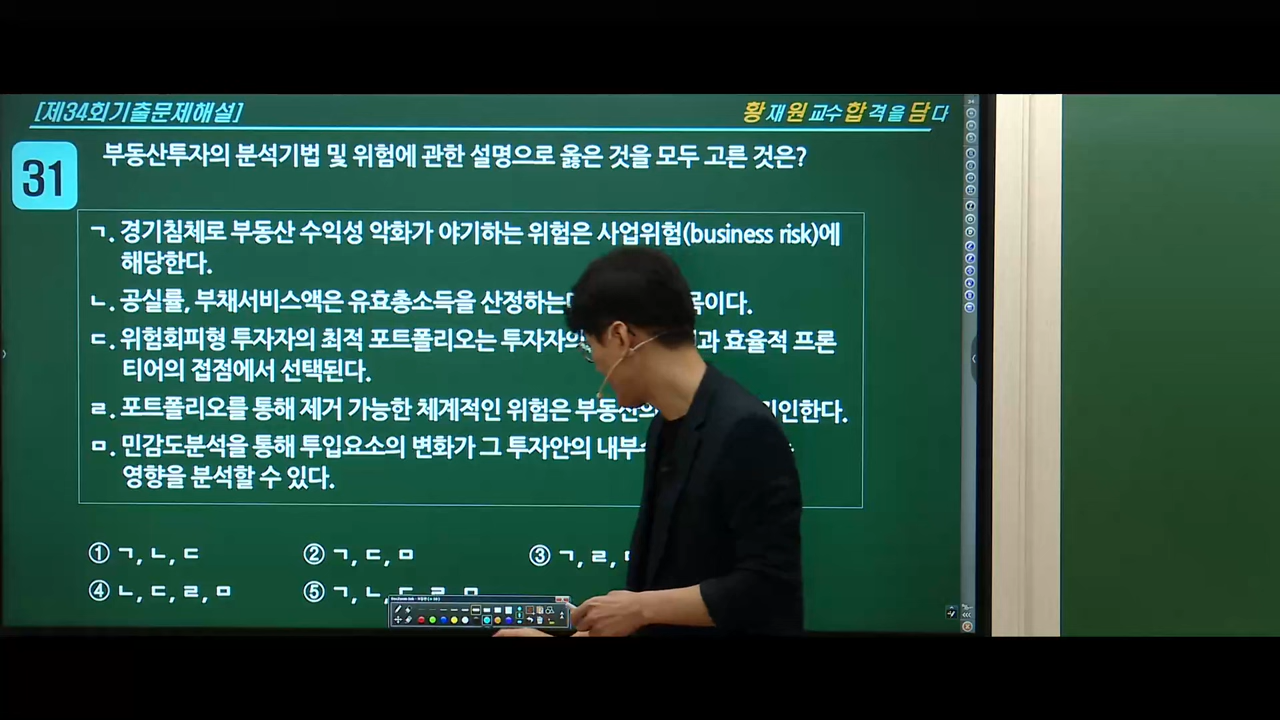 [제34회기출문제해설]
황재원 교수 합격을 담다
31
부동산투자의 분석기법 및 위험에 관한 설명으로 옳은 것을 모두 고른 것은?
ㄱ. 경기침체로 부동산 수익성 악화가 야기하는 위험은 사업위험(business risk)에
해당한다.
ㄴ. 공실률, 부채서비스액은 유효총소득을 산정하는
ㄷ. 위험회피형 투자자의 최적 포트폴리오는 투자자의 효율적 프론
티어의 접점에서 선택된다.
ㄹ. 포트폴리오를 통해 제거 가능한 체계적인 위험은 부동산의
ㅁ. 민감도분석을 통해 투입요소의 변화가 그 투자안의
영향을 분석할 수 있다.
① ㄱ, ㄴ, ㄷ ② ㄱ, ㄷ, ㅁ ③ ㄱ, ㄹ,
④ ㄴ, ㄷ, ㄹ, ㅁ ⑤ ㄱ, ㄴ, ㄷ, ㄹ, ㅁ